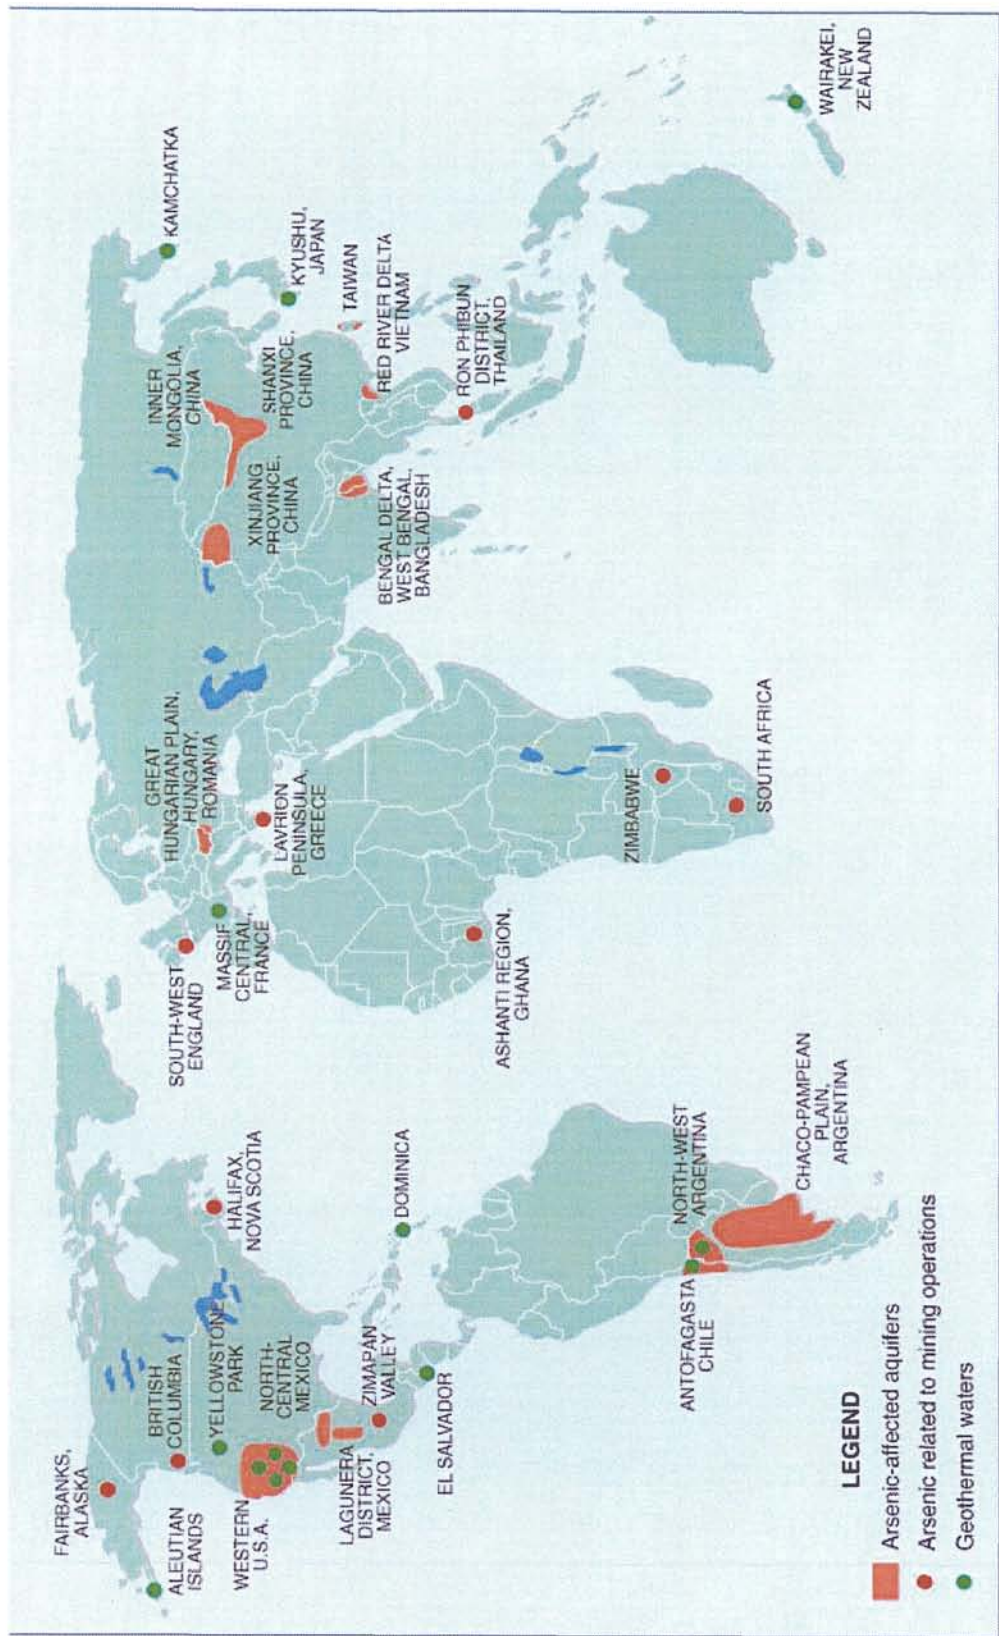 FAIRBANKS,
ALASKA
ALEUTIAN
ISLANDS
BRITISH
COLUMBIA
YELLOWSTONE
PARK
WESTERN
U.S.A.
NORTH-
CENTRAL
MEXICO
LAGUNERA
DISTRICT,
MEXICO
ZIMAPAN
VALLEY
EL SALVADOR
HALIFAX,
NOVA SCOTIA
DOMINICA
ANTOFAGASTA
CHILE
NORTH-WEST
ARGENTINA
CHACO-PAMPEAN
PLAIN,
ARGENTINA
SOUTH-WEST
ENGLAND
MASSIF
CENTRAL,
FRANCE
GREAT
HUNGARIAN PLAIN,
HUNGARY,
ROMANIA
LAVRION
PENINSULA,
GREECE
ASHANTI REGION,
GHANA
ZIMBABWE
SOUTH AFRICA
XINJIANG
PROVINCE,
CHINA
INNER
MONGOLIA,
CHINA
SHANXI
PROVINCE,
CHINA
BENGAL DELTA,
WEST BENGAL,
BANGLADESH
KAMCHATKA
KYUSHU,
JAPAN
TAIWAN
RED RIVER DELTA
VIETNAM
RON PHIBUN
DISTRICT,
THAILAND
WAIRAKEI,
NEW
ZEALAND
LEGEND
Arsenic-affected aquifers
Arsenic related to mining operations
Geothermal waters